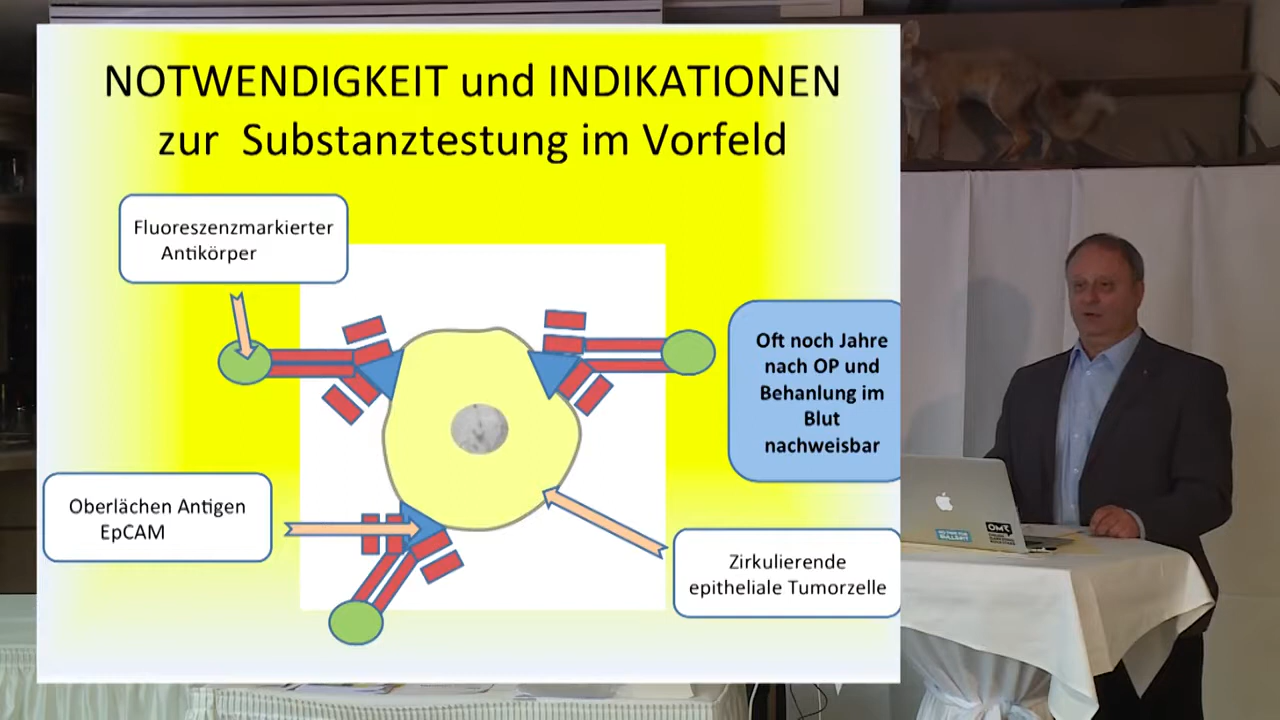 NOTWENDIGKEIT und INDIKATIONEN
zur Substanztestung im Vorfeld
Fluoreszenzmarkierter
Antikörper
Oft noch Jahre
nach OP und
Behanlung im
Blut
nachweisbar
Oberlächen Antigen
EpCAM
Zirkulierende
epitheliale Tumorzelle
OMR